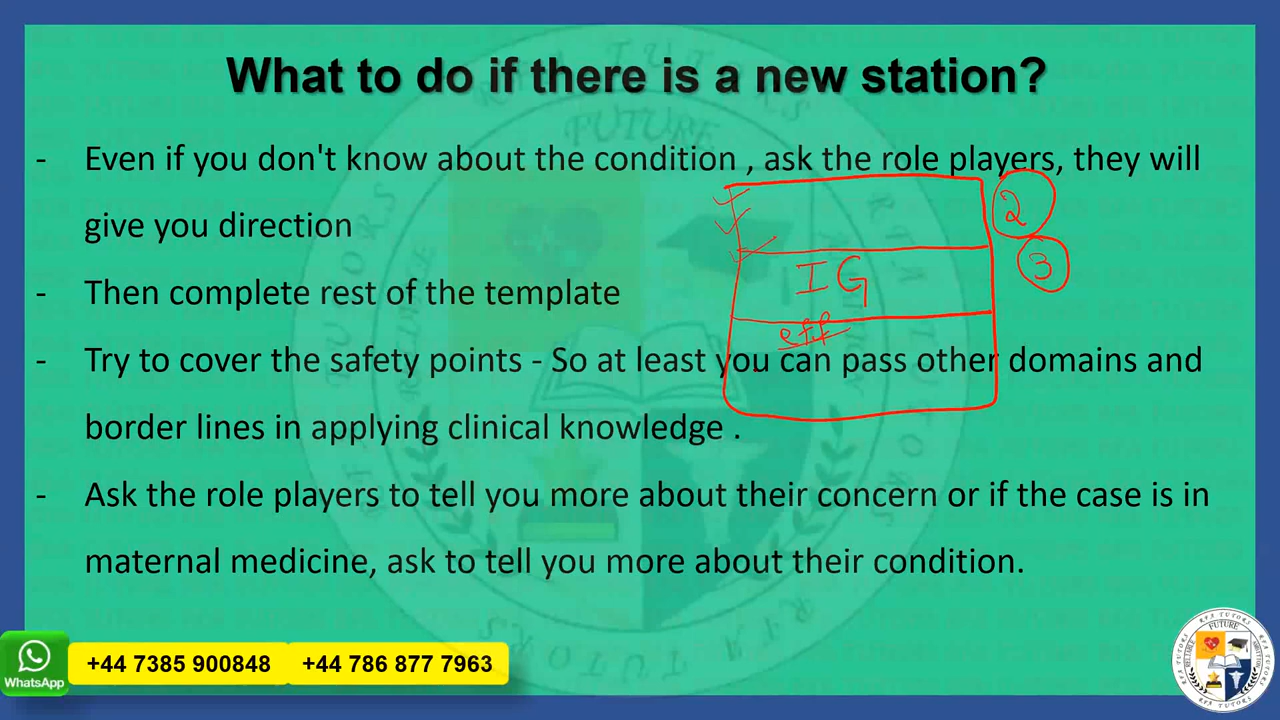 What to do if there is a new station?
- Even if you don't know about the condition , ask the role players, they will
give you direction
- Then complete rest of the template
- Try to cover the safety points - So at least you can pass other domains and
border lines in applying clinical knowledge .
- Ask the role players to tell you more about their concern or if the case is in
maternal medicine, ask to tell you more about their condition.
2
3
IG
eff
WhatsApp
+44 7385 900848
+44 786 877 7963
RFA TUTORS
FUTURE